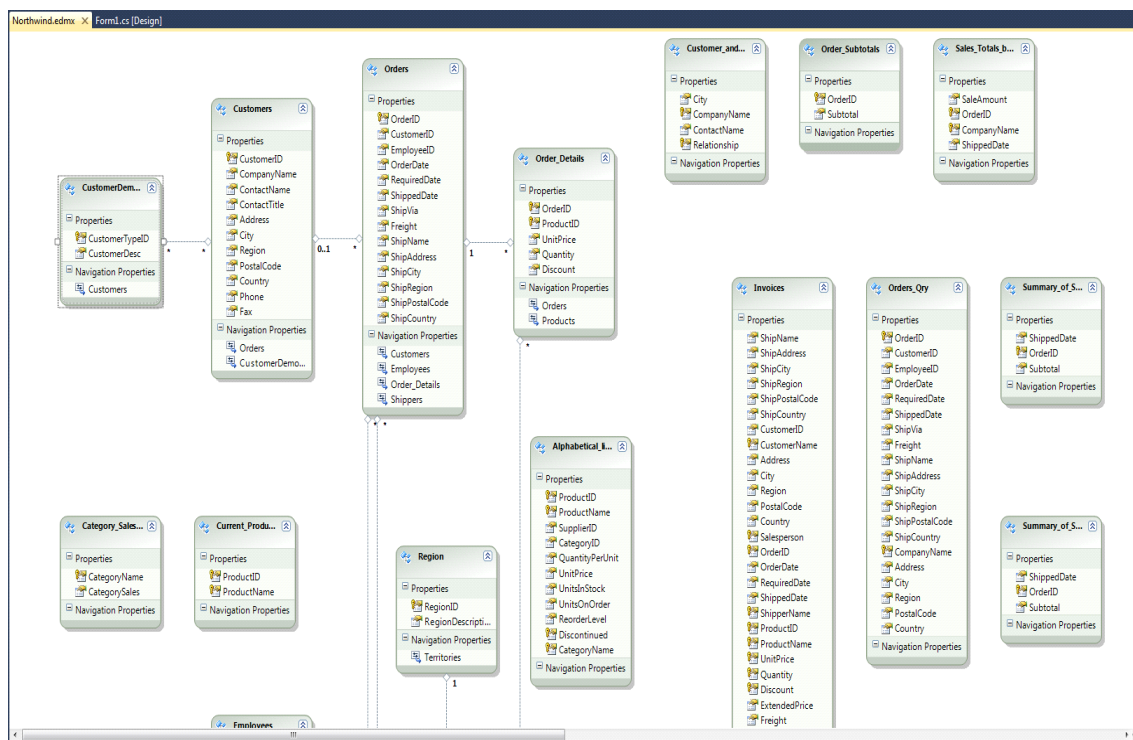 Northwind.edmx
Form1.cs [Design]
CustomerDem...
Properties
CustomerTypeID
CustomerDesc
Navigation Properties
Customers
*
*
Customers
Properties
CustomerID
CompanyName
ContactName
ContactTitle
Address
City
Region
PostalCode
Country
Phone
Fax
Navigation Properties
Orders
CustomerDemo...
0..1
*
Orders
Properties
OrderID
CustomerID
EmployeeID
OrderDate
RequiredDate
ShippedDate
ShipVia
Freight
ShipName
ShipAddress
ShipCity
ShipRegion
ShipPostalCode
ShipCountry
Navigation Properties
Customers
Employees
Order_Details
Shippers
* *
1
*
Order_Details
Properties
OrderID
ProductID
UnitPrice
Quantity
Discount
Navigation Properties
Orders
Products
*
Customer_and...
Properties
City
CompanyName
ContactName
Relationship
Navigation Properties
Order_Subtotals
Properties
OrderID
Subtotal
Navigation Properties
Sales_Totals_b...
Properties
SaleAmount
OrderID
CompanyName
ShippedDate
Navigation Properties
Invoices
Properties
ShipName
ShipAddress
ShipCity
ShipRegion
ShipPostalCode
ShipCountry
CustomerID
CustomerName
Address
City
Region
PostalCode
Country
Salesperson
OrderID
OrderDate
RequiredDate
ShippedDate
ShipperName
ProductID
ProductName
UnitPrice
Quantity
Discount
ExtendedPrice
Freight
Orders_Qry
Properties
OrderID
CustomerID
EmployeeID
OrderDate
RequiredDate
ShippedDate
ShipVia
Freight
ShipName
ShipAddress
ShipCity
ShipRegion
ShipPostalCode
ShipCountry
CompanyName
Address
City
Region
PostalCode
Country
Navigation Properties
Summary_of_S...
Properties
ShippedDate
OrderID
Subtotal
Navigation Properties
Summary_of_S...
Properties
ShippedDate
OrderID
Subtotal
Navigation Properties
Alphabetical_li...
Properties
ProductID
ProductName
SupplierID
CategoryID
QuantityPerUnit
UnitPrice
UnitsInStock
UnitsOnOrder
ReorderLevel
Discontinued
CategoryName
Navigation Properties
Category_Sales...
Properties
CategoryName
CategorySales
Navigation Properties
Current_Produ...
Properties
ProductID
ProductName
Navigation Properties
Region
Properties
RegionID
RegionDescripti...
Navigation Properties
Territories
1
Employees